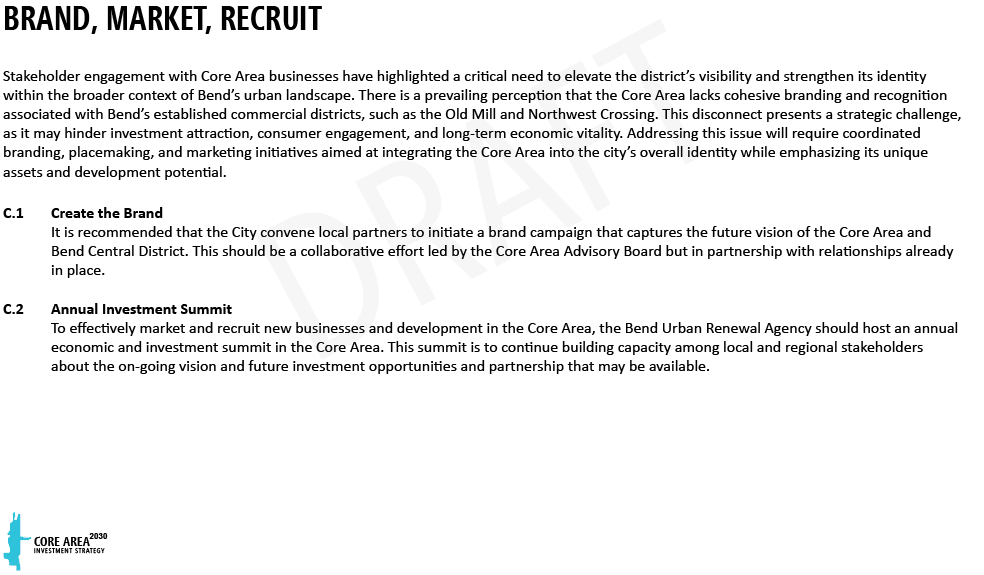 BRAND, MARKET, RECRUIT
Stakeholder engagement with Core Area businesses have highlighted a critical need to elevate the district's visibility and strengthen its identity
within the broader context of Bend's urban landscape. There is a prevailing perception that the Core Area lacks cohesive branding and recognition
associated with Bend's established commercial districts, such as the Old Mill and Northwest Crossing. This disconnect presents a strategic challenge,
as it may hinder investment attraction, consumer engagement, and long-term economic vitality. Addressing this issue will require coordinated
branding, placemaking, and marketing initiatives aimed at integrating the Core Area into the city's overall identity while emphasizing its unique
assets and development potential.
C.1 Create the Brand
It is recommended that the City convene local partners to initiate a brand campaign that captures the future vision of the Core Area and
Bend Central District. This should be a collaborative effort led by the Core Area Advisory Board but in partnership with relationships already
in place.
C.2 Annual Investment Summit
To effectively market and recruit new businesses and development in the Core Area, the Bend Urban Renewal Agency should host an annual
economic and investment summit in the Core Area. This summit is to continue building capacity among local and regional stakeholders
about the on-going vision and future investment opportunities and partnership that may be available.
DRAFT
CORE AREA 2030
INVESTMENT STRATEGY